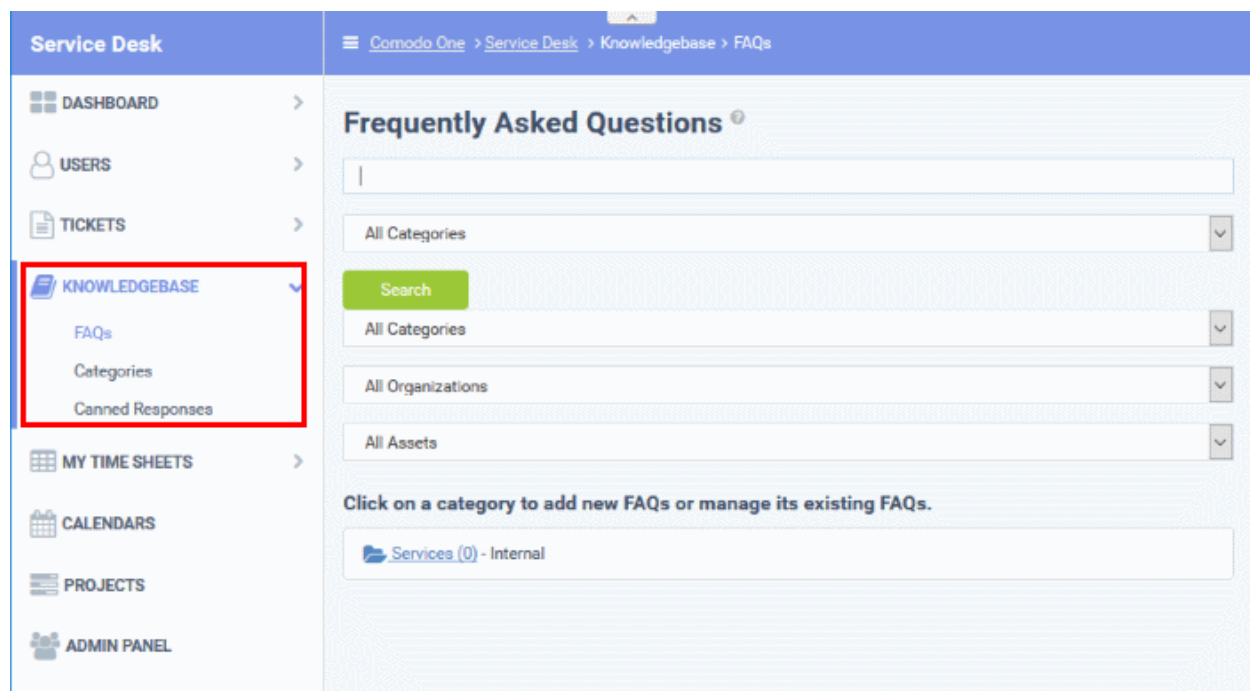 Service Desk
Comodo One > Service Desk > Knowledgebase > FAQs
DASHBOARD
USERS
TICKETS
KNOWLEDGEBASE
FAQs
Categories
Canned Responses
MY TIME SHEETS
CALENDARS
PROJECTS
ADMIN PANEL
Frequently Asked Questions
All Categories
Search
All Categories
All Organizations
All Assets
Click on a category to add new FAQs or manage its existing FAQs.
Services (0) - Internal